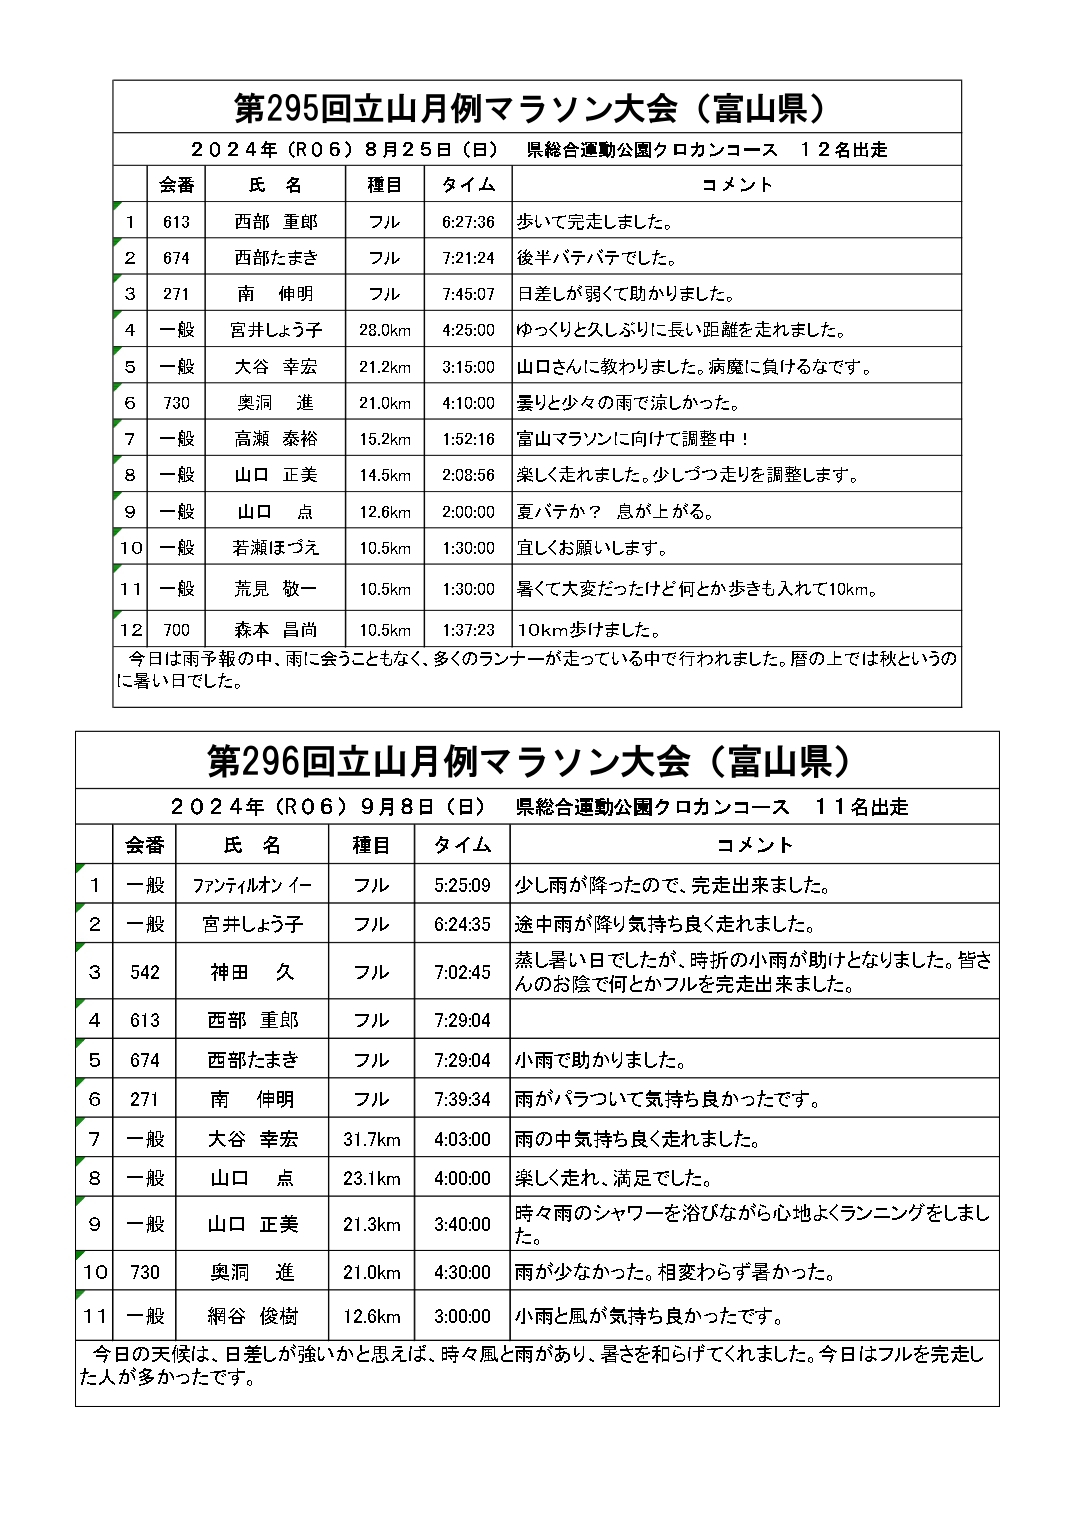 第295回立山月例マラソン大会（富山県）
２０２４年（Ｒ０６）８月２５日（日）　県総合運動公園クロカンコース　１２名出走
会番　氏　名　種目　タイム　コメント
1　613　西部　重郎　フル　6:27:36　歩いて完走しました。
2　674　西部たまき　フル　7:21:24　後半バテバテでした。
3　271　南　伸明　フル　7:45:07　日差しが弱くて助かりました。
4　一般　宮井しょう子　28.0km　4:25:00　ゆっくりと久しぶりに長い距離を走れました。
5　一般　大谷　幸宏　21.2km　3:15:00　山口さんに教わりました。病魔に負けるなです。
6　730　奥洞　進　21.0km　4:10:00　曇りと少々の雨で涼しかった。
7　一般　高瀬　泰裕　15.2km　1:52:16　富山マラソンに向けて調整中！
8　一般　山口　正美　14.5km　2:08:56　楽しく走れました。少しづつ走りを調整します。
9　一般　山口　点　12.6km　2:00:00　夏バテか？　息が上がる。
10　一般　若瀬ほづえ　10.5km　1:30:00　宜しくお願いします。
11　一般　荒見　敬一　10.5km　1:30:00　暑くて大変だったけど何とか歩きも入れて10km。
12　700　森本　昌尚　10.5km　1:37:23　10km歩けました。
今日は雨予報の中、雨に会うこともなく、多くのランナーが走っている中で行われました。暦の上では秋というの
に暑い日でした。
第296回立山月例マラソン大会（富山県）
２０２４年（Ｒ０６）９月８日（日）　県総合運動公園クロカンコース　１１名出走
会番　氏　名　種目　タイム　コメント
1　一般　ファンティルオン イー　フル　5:25:09　少し雨が降ったので、完走出来ました。
2　一般　宮井しょう子　フル　6:24:35　途中雨が降り気持ち良く走れました。
3　542　神田　久　フル　7:02:45　蒸し暑い日でしたが、時折の小雨が助けとなりました。皆さ
んのお陰で何とかフルを完走出来ました。
4　613　西部　重郎　フル　7:29:04
5　674　西部たまき　フル　7:29:04　小雨で助かりました。
6　271　南　伸明　フル　7:39:34　雨がパラついて気持ち良かったです。
7　一般　大谷　幸宏　31.7km　4:03:00　雨の中気持ち良く走れました。
8　一般　山口　点　23.1km　4:00:00　楽しく走れ、満足でした。
9　一般　山口　正美　21.3km　3:40:00　時々雨のシャワーを浴びながら心地よくランニングをしまし
た。
10　730　奥洞　進　21.0km　4:30:00　雨が少なかった。相変わらず暑かった。
11　一般　網谷　俊樹　12.6km　3:00:00　小雨と風が気持ち良かったです。
今日の天候は、日差しが強いかと思えば、時々風と雨があり、暑さを和らげてくれました。今日はフルを完走し
た人が多かったです。